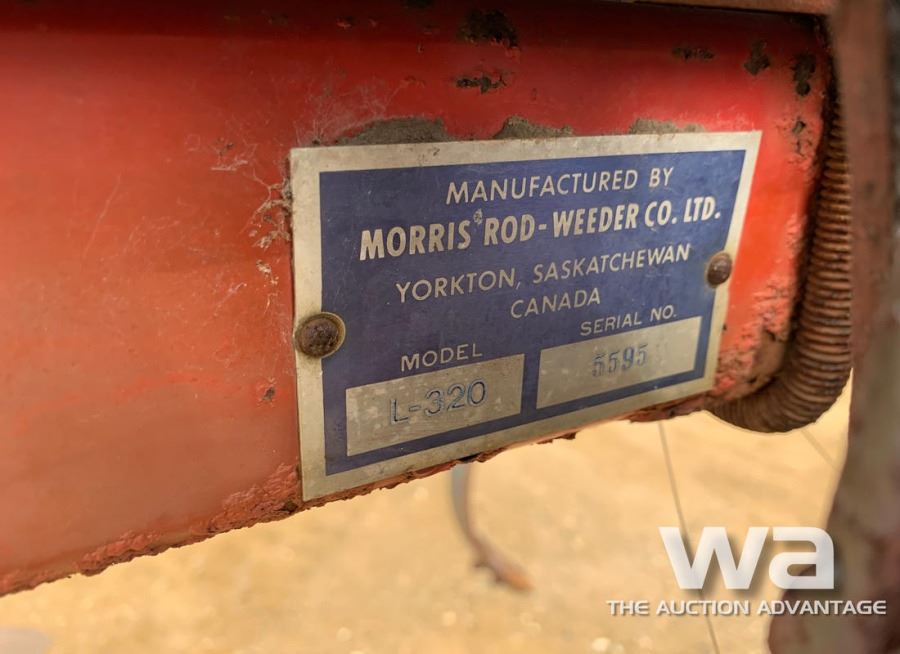 MANUFACTURED BY
MORRIS ROD-WEEDER CO. LTD.
YORKTON, SASKATCHEWAN
CANADA
MODEL
SERIAL NO.
L-320
5595
wa
THE AUCTION ADVANTAGE